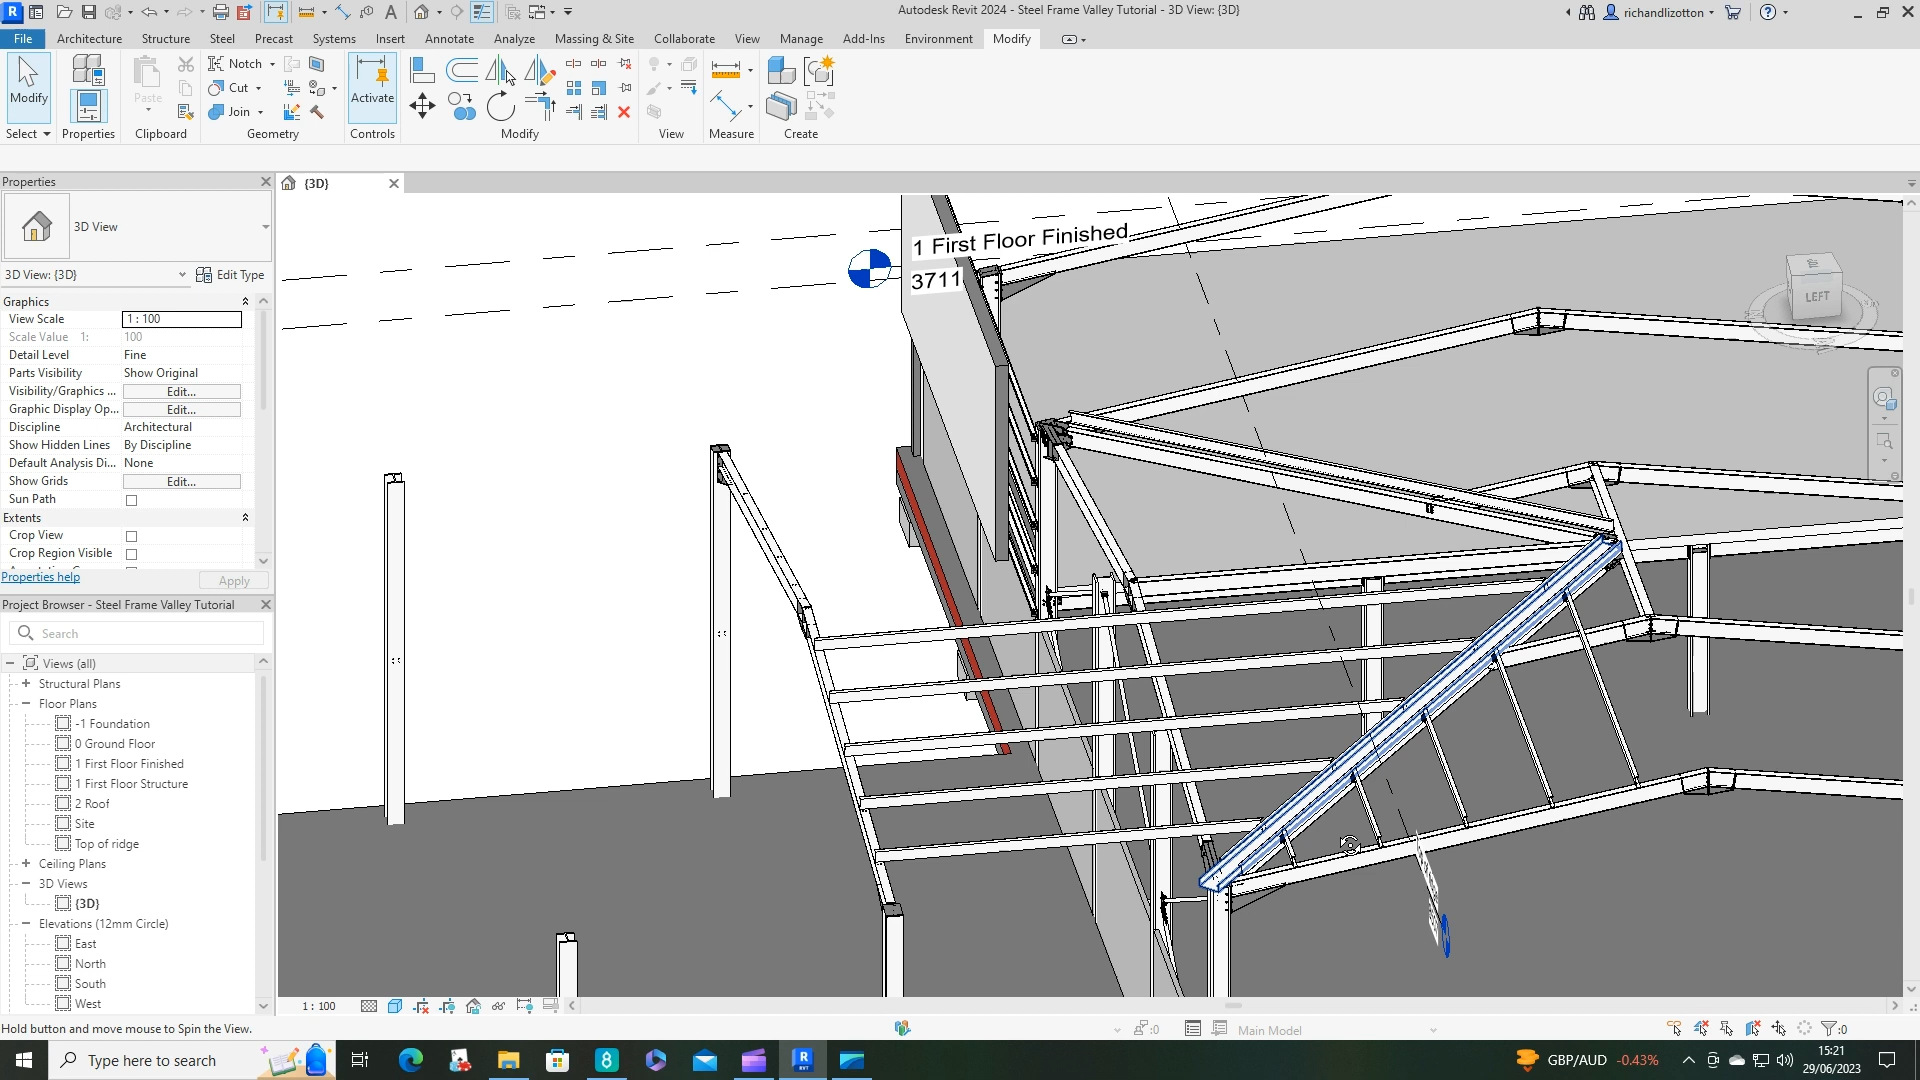 Autodesk Revit 2024 - Steel Frame Valley Tutorial - 3D View: {3D}
richandlizotton
File Architecture Structure Steel Precast Systems Insert Annotate Analyze Massing & Site Collaborate View Manage Add-Ins Environment Modify
Modify
Paste
Notch
Cut
Join
Activate
Select Properties Clipboard Geometry Controls Modify View Measure Create
Properties
{3D}
3D View
3D View: {3D} Edit Type
Graphics
View Scale 1 : 100
Scale Value 1: 100
Detail Level Fine
Parts Visibility Show Original
Visibility/Graphics ... Edit...
Graphic Display Op... Edit...
Discipline Architectural
Show Hidden Lines By Discipline
Default Analysis Di... None
Show Grids Edit...
Sun Path
Extents
Crop View
Crop Region Visible
Properties help Apply
Project Browser - Steel Frame Valley Tutorial
Search
Views (all)
Structural Plans
Floor Plans
-1 Foundation
0 Ground Floor
1 First Floor Finished
1 First Floor Structure
2 Roof
Site
Top of ridge
Ceiling Plans
3D Views
{3D}
Elevations (12mm Circle)
East
North
South
West
1 First Floor Finished
3711
LEFT
1 : 100
Hold button and move mouse to Spin the View.
:0
Main Model
:0
Type here to search
GBP/AUD -0.43%
15:21
29/06/2023